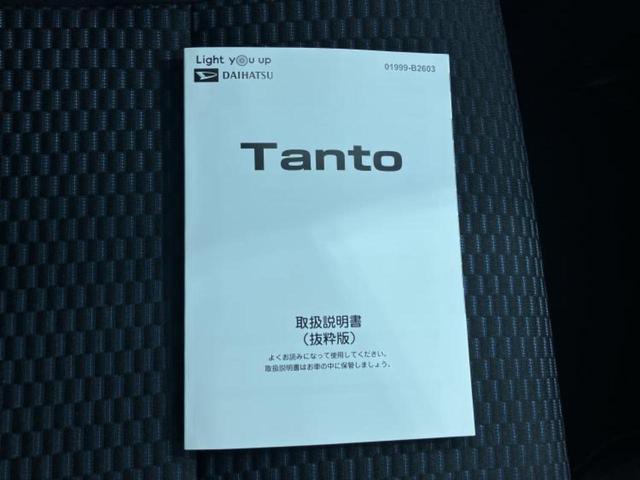 Light you up
DAIHATSU
01999-B2603
Tanto
取扱説明書
（抜粋版）
よくお読みになって使用してください。
取扱説明書はお車の中に保管しましょう。